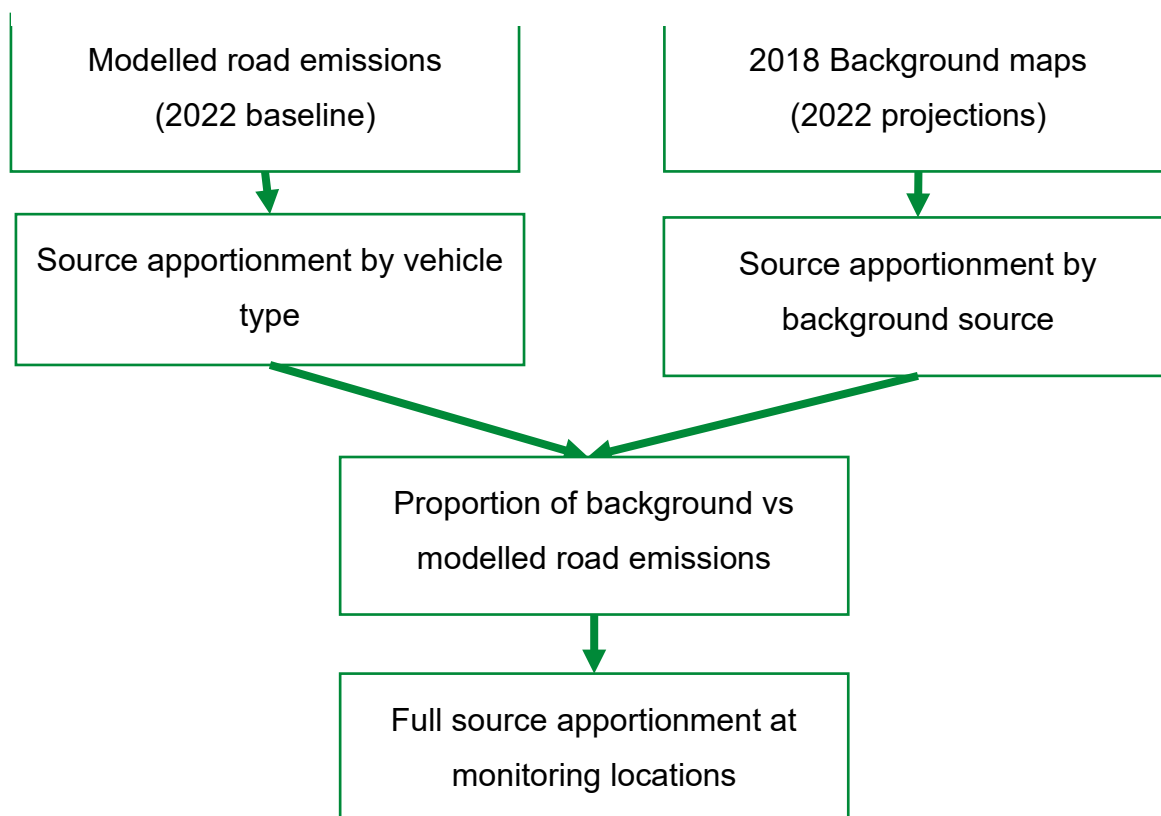 Modelled road emissions
(2022 baseline)
2018 Background maps
(2022 projections)
Source apportionment by vehicle
type
Source apportionment by
background source
Proportion of background vs
modelled road emissions
Full source apportionment at
monitoring locations